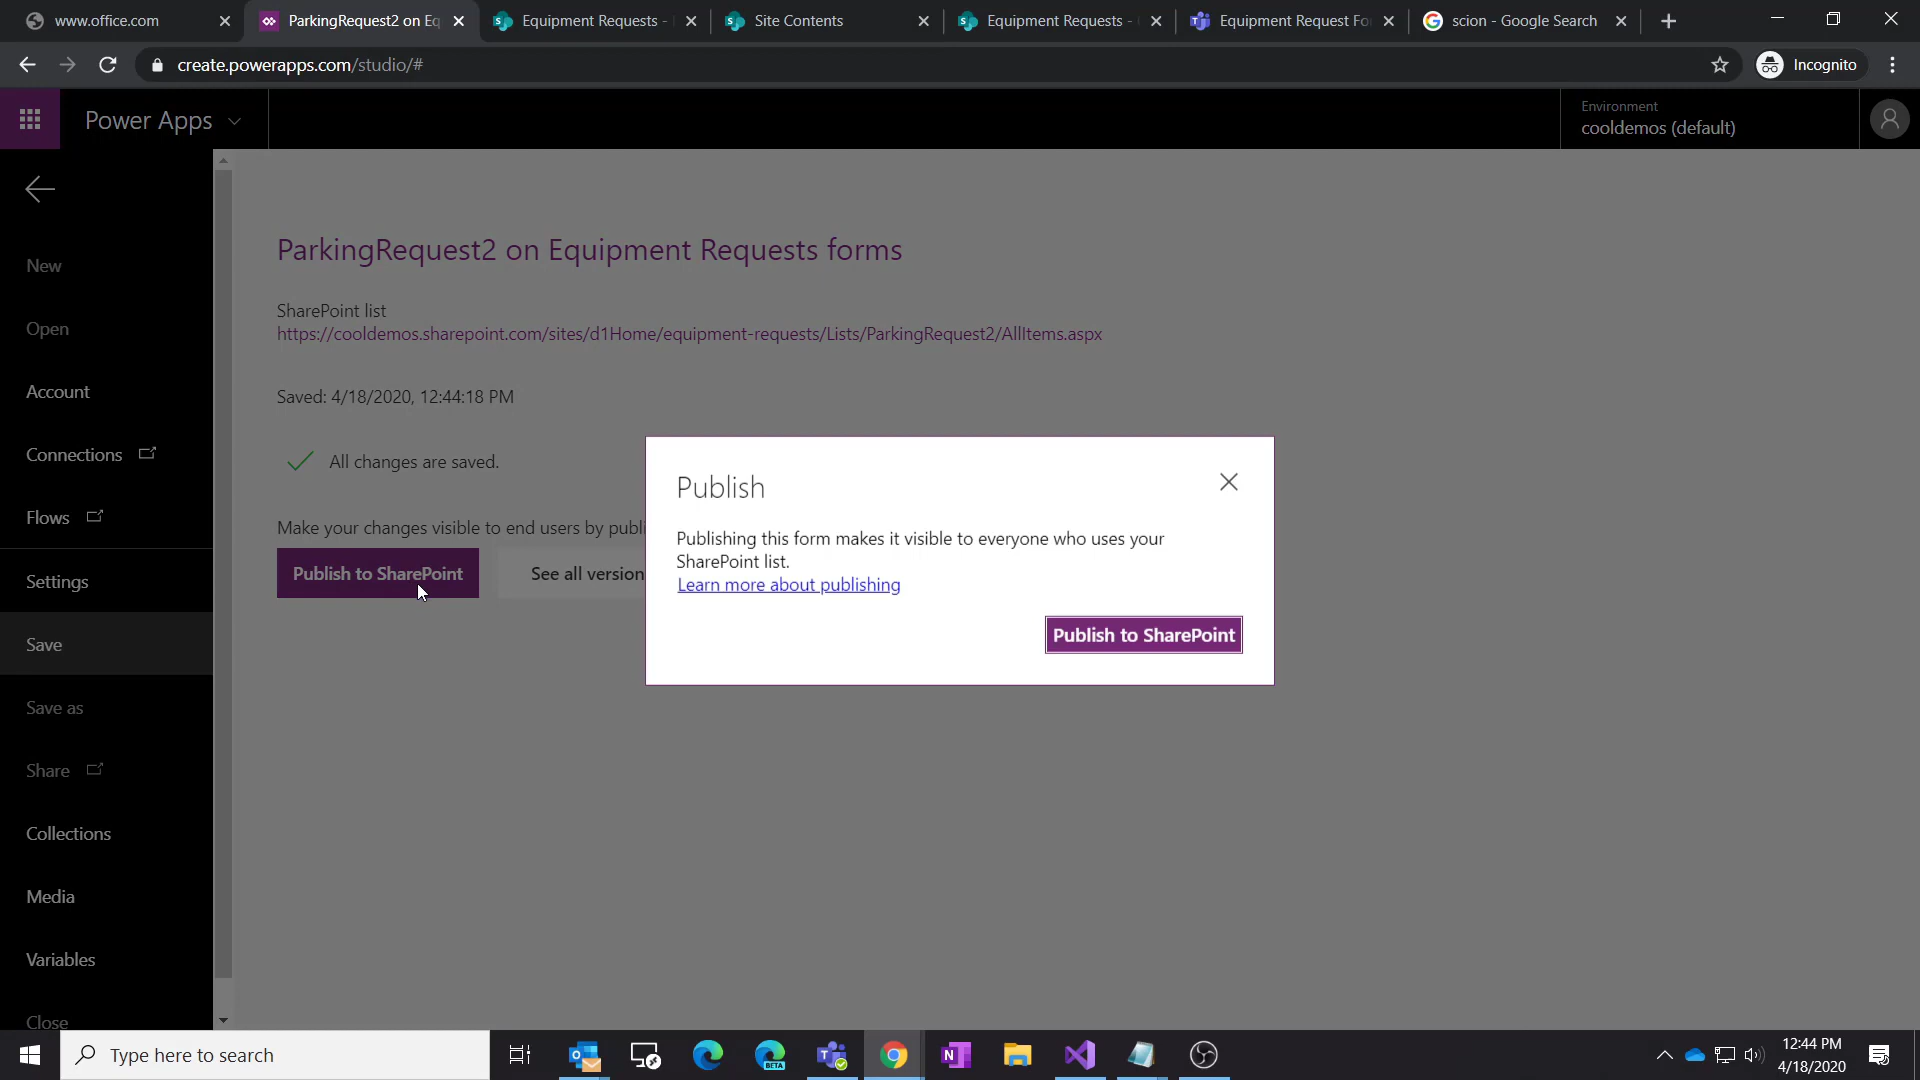 www.office.com
ParkingRequest2 on Eq
Equipment Requests -
Site Contents
Equipment Requests -
Equipment Request Fo
scion - Google Search
create.powerapps.com/studio/#
Incognito
Power Apps
Environment
cooldemos (default)
New
Open
Account
Connections
Flows
Settings
Save
Save as
Share
Collections
Media
Variables
Close
ParkingRequest2 on Equipment Requests forms
SharePoint list
https://cooldemos.sharepoint.com/sites/d1Home/equipment-requests/Lists/ParkingRequest2/AllItems.aspx
Saved: 4/18/2020, 12:44:18 PM
All changes are saved.
Make your changes visible to end users by publi
Publish to SharePoint
See all version
Publish
Publishing this form makes it visible to everyone who uses your
SharePoint list.
Learn more about publishing
Publish to SharePoint
Type here to search
BETA
12:44 PM
4/18/2020